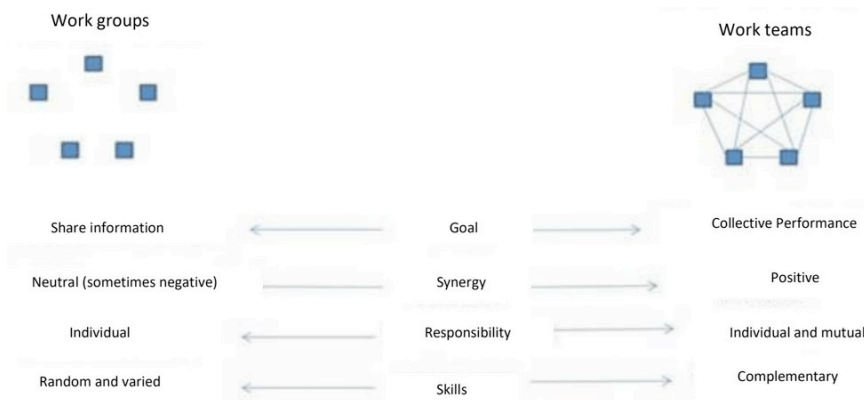 Work groups
Work teams
Share information
Goal
Collective Performance
Neutral (sometimes negative)
Synergy
Positive
Individual
Responsibility
Individual and mutual
Random and varied
Skills
Complementary